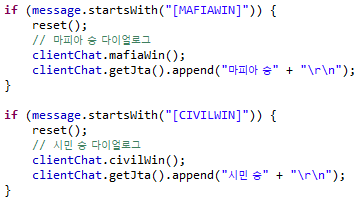 if (message.startsWith("[MAFIAWIN]")) {
    reset();
    // 마피아 승 다이얼로그
    clientChat.mafiaWin();
    clientChat.getJta().append("마피아 승" + "\r\n");
}
if (message.startsWith("[CIVILWIN]")) {
    reset();
    // 시민 승 다이얼로그
    clientChat.civilWin();
    clientChat.getJta().append("시민 승" + "\r\n");
}